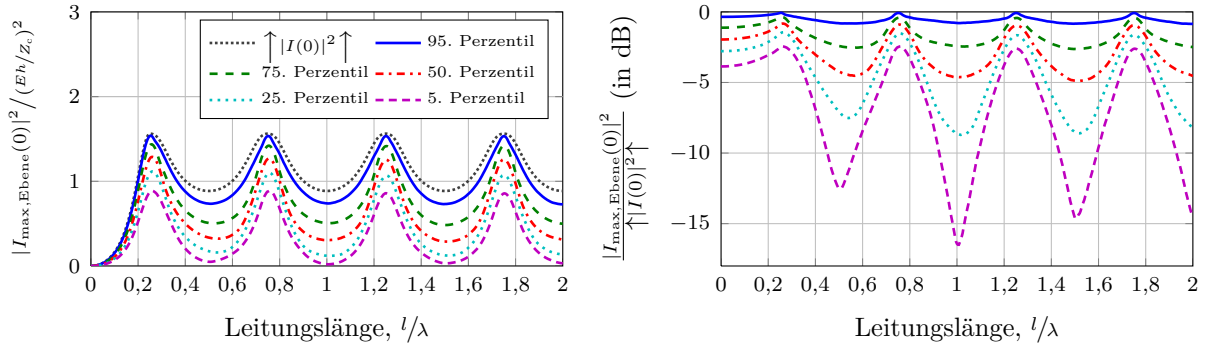 |I_max,Ebene(0)|²/(Eh/Z_c)²
3
2
1
0
↑|I(0)|²↑
95. Perzentil
75. Perzentil
50. Perzentil
25. Perzentil
5. Perzentil
0 0,2 0,4 0,6 0,8 1 1,2 1,4 1,6 1,8 2
Leitungslänge, l/λ
|I_max,Ebene(0)|² / ↑|I(0)|²↑ (in dB)
0
−5
−10
−15
0 0,2 0,4 0,6 0,8 1 1,2 1,4 1,6 1,8 2
Leitungslänge, l/λ